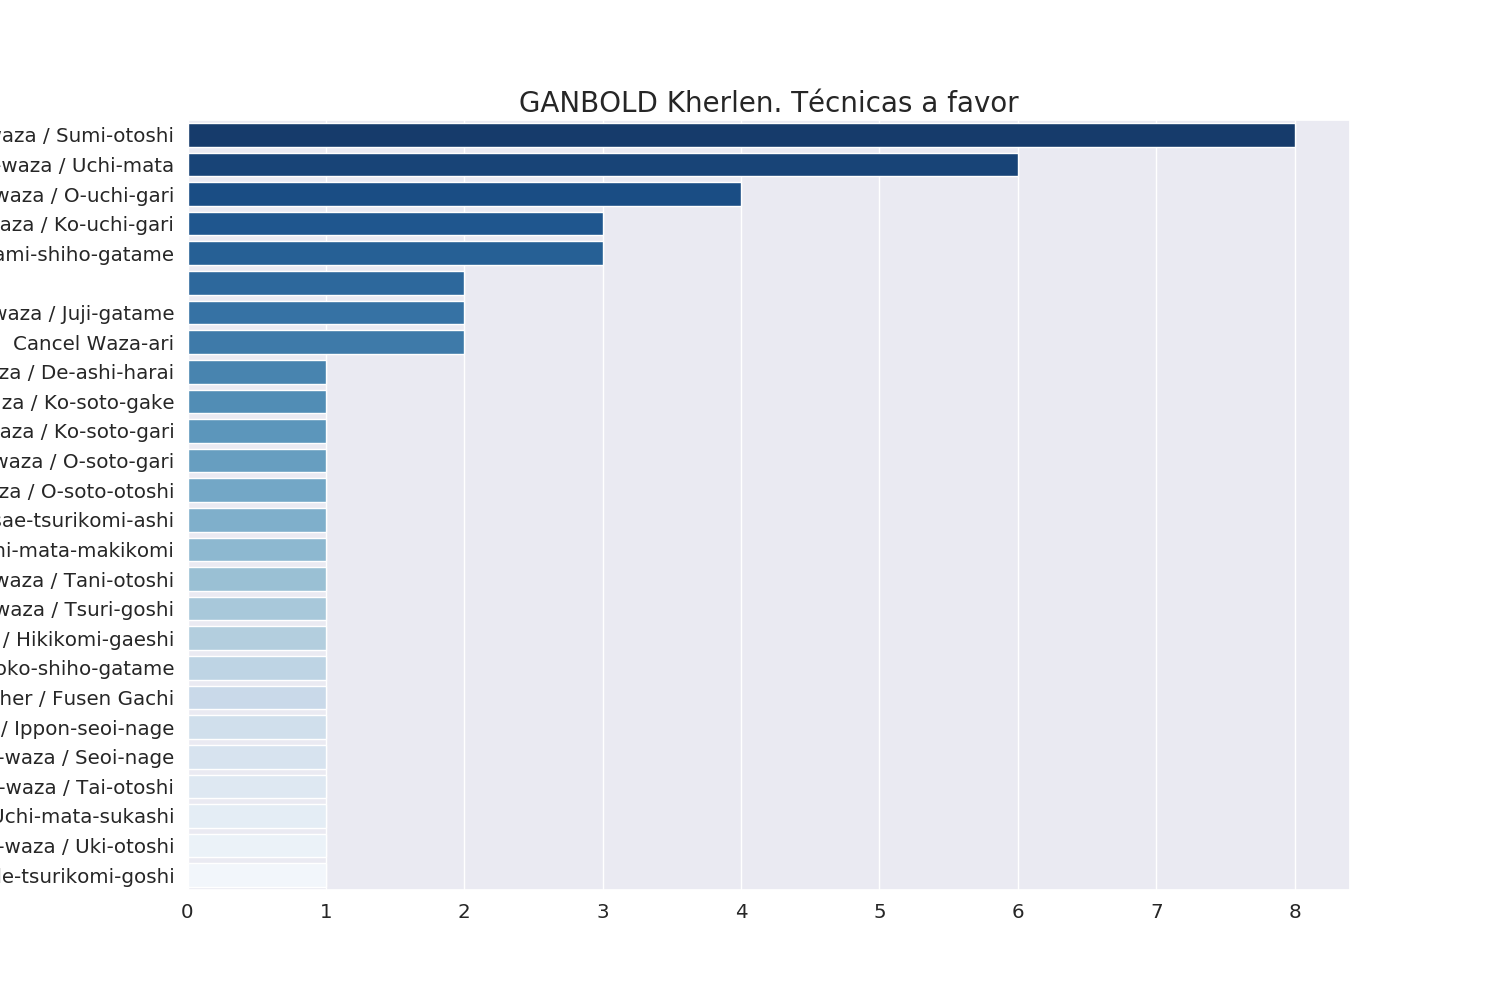 GANBOLD Kherlen. Técnicas a favor
waza / Sumi-otoshi
-waza / Uchi-mata
waza / O-uchi-gari
aza / Ko-uchi-gari
ami-shiho-gatame
waza / Juji-gatame
Cancel Waza-ari
za / De-ashi-harai
za / Ko-soto-gake
aza / Ko-soto-gari
waza / O-soto-gari
za / O-soto-otoshi
sae-tsurikomi-ashi
hi-mata-makikomi
waza / Tani-otoshi
waza / Tsuri-goshi
/ Hikikomi-gaeshi
oko-shiho-gatame
her / Fusen Gachi
/ Ippon-seoi-nage
-waza / Seoi-nage
-waza / Tai-otoshi
Uchi-mata-sukashi
-waza / Uki-otoshi
de-tsurikomi-goshi
0 1 2 3 4 5 6 7 8